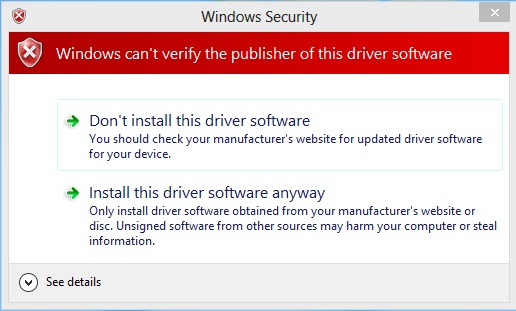 Windows Security
Windows can't verify the publisher of this driver software
Don't install this driver software
You should check your manufacturer's website for updated driver software
for your device.
Install this driver software anyway
Only install driver software obtained from your manufacturer's website or
disc. Unsigned software from other sources may harm your computer or steal
information.
See details